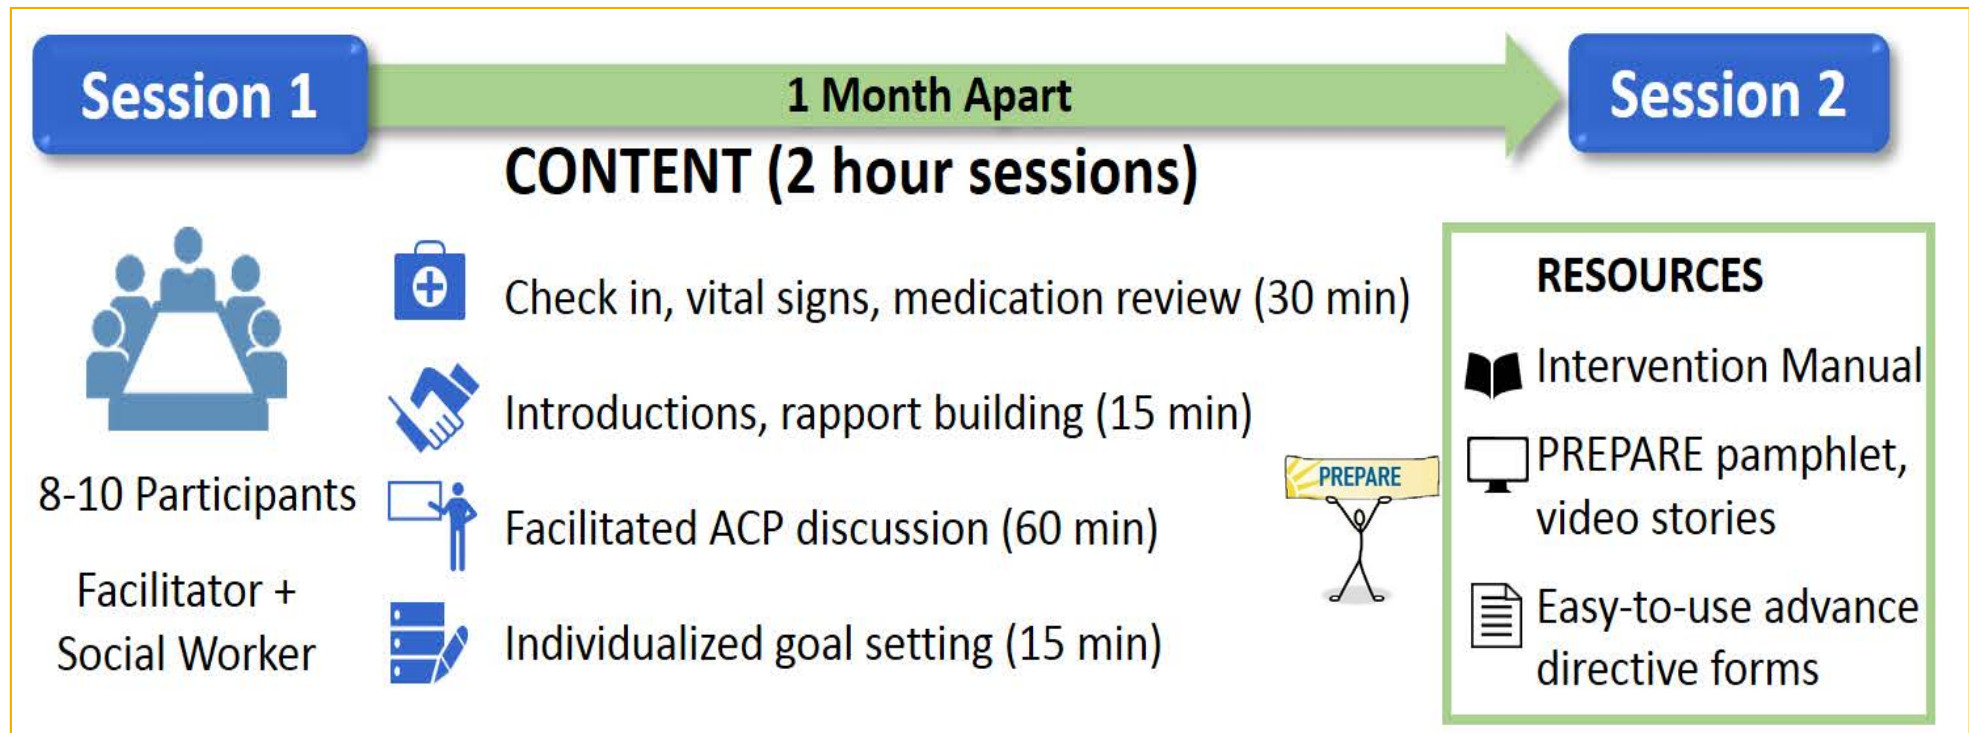 Session 1
1 Month Apart
Session 2
CONTENT (2 hour sessions)
8-10 Participants
Facilitator +
Social Worker
Check in, vital signs, medication review (30 min)
Introductions, rapport building (15 min)
Facilitated ACP discussion (60 min)
Individualized goal setting (15 min)
PREPARE
RESOURCES
Intervention Manual
PREPARE pamphlet,
video stories
Easy-to-use advance
directive forms